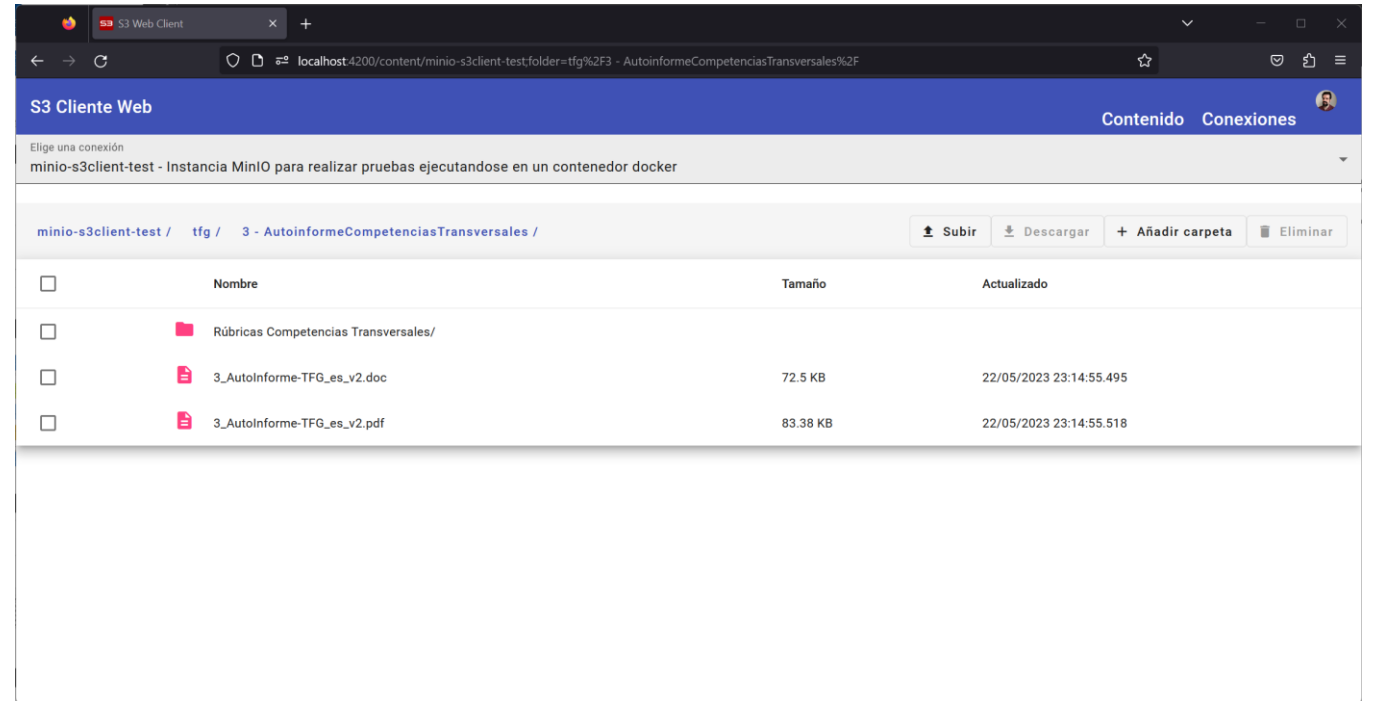 S3 S3 Web Client
localhost:4200/content/minio-s3client-test;folder=tfg%2F3 - AutoinformeCompetenciasTransversales%2F
S3 Cliente Web
Contenido Conexiones
Elige una conexión
minio-s3client-test - Instancia MinIO para realizar pruebas ejecutandose en un contenedor docker
minio-s3client-test / tfg / 3 - AutoinformeCompetenciasTransversales / Subir Descargar + Añadir carpeta Eliminar
Nombre Tamaño Actualizado
Rúbricas Competencias Transversales/
3_AutoInforme-TFG_es_v2.doc 72.5 KB 22/05/2023 23:14:55.495
3_AutoInforme-TFG_es_v2.pdf 83.38 KB 22/05/2023 23:14:55.518